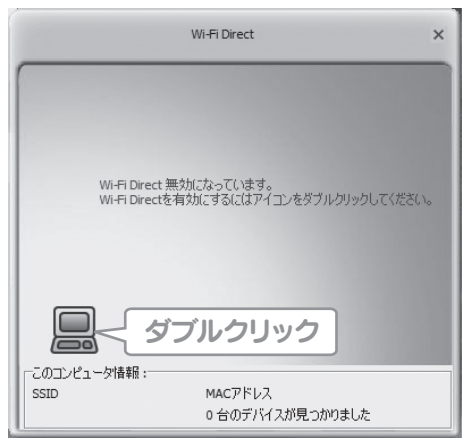 Wi-Fi Direct
Wi-Fi Direct 無効になっています。
Wi-Fi Directを有効にするにはアイコンをダブルクリックしてください。
ダブルクリック
このコンピュータ情報：
SSID MACアドレス
0 台のデバイスが見つかりました